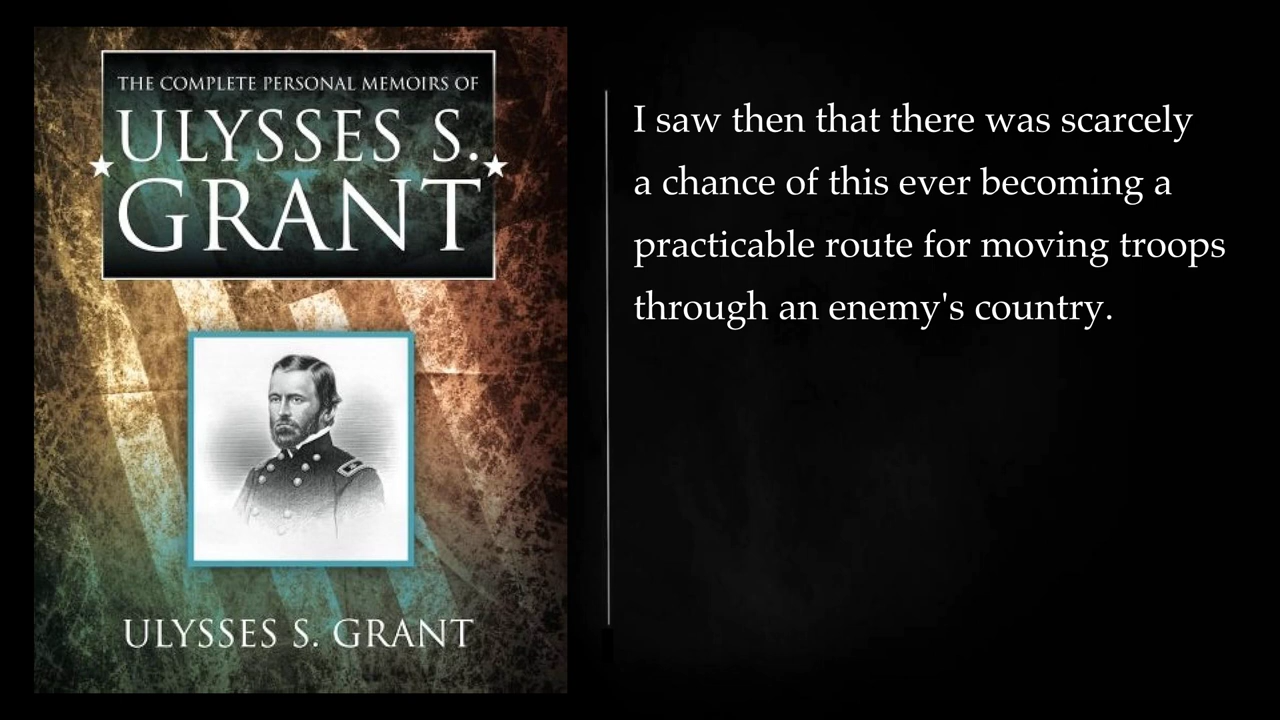 THE COMPLETE PERSONAL MEMOIRS OF
ULYSSES S.
GRANT
ULYSSES S. GRANT
I saw then that there was scarcely
a chance of this ever becoming a
practicable route for moving troops
through an enemy's country.